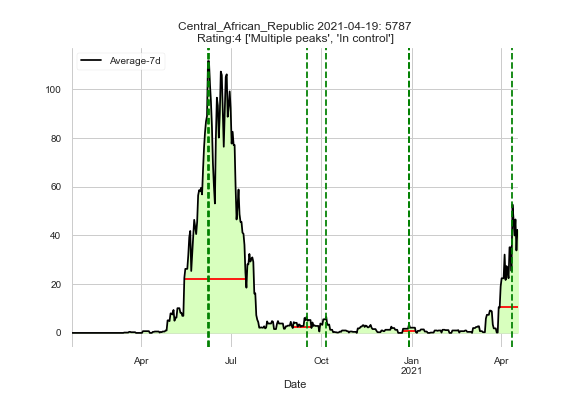 Central_African_Republic 2021-04-19: 5787
Rating:4 ['Multiple peaks', 'In control']
Average-7d
100
80
60
40
20
0
Apr
Jul
Oct
Jan
2021
Apr
Date